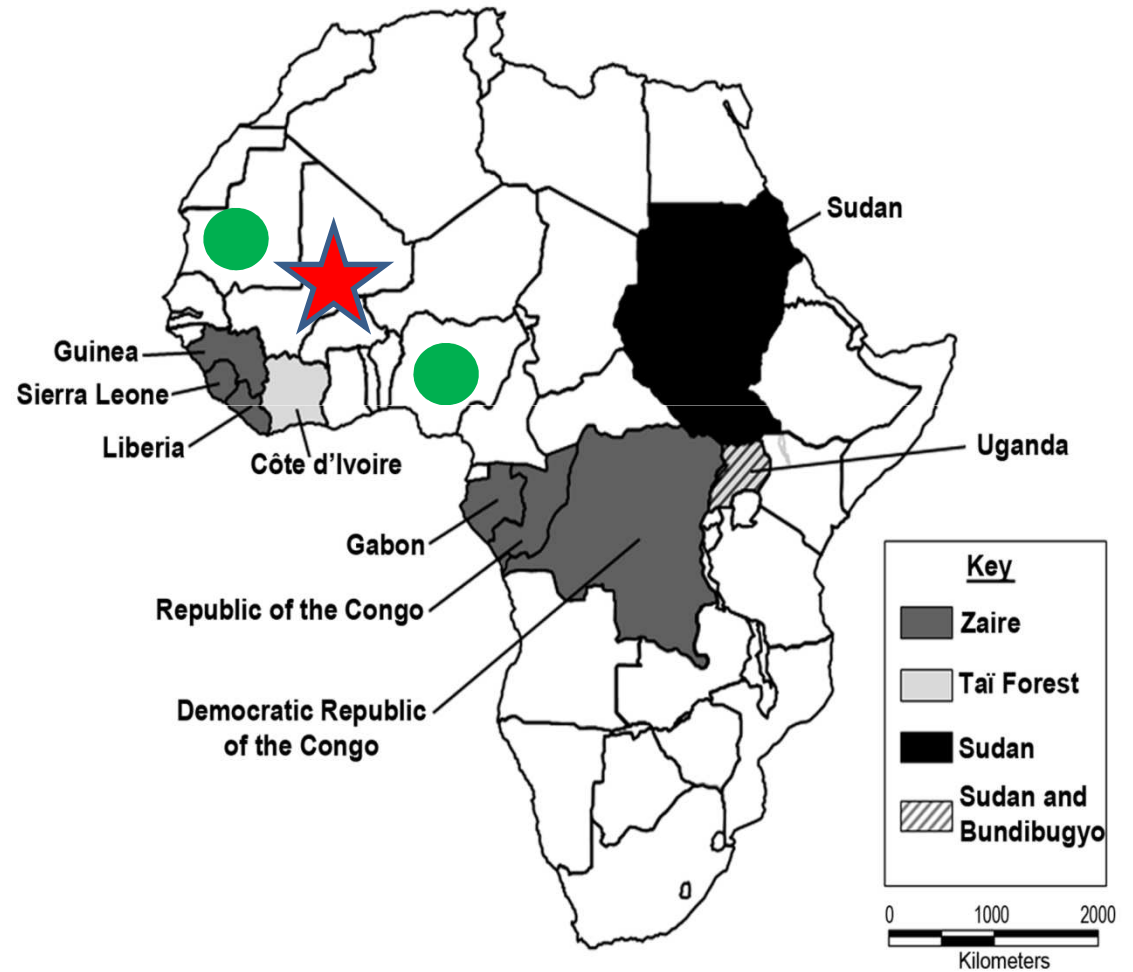 Sudan
Guinea
Sierra Leone
Liberia
Côte d’Ivoire
Uganda
Gabon
Republic of the Congo
Democratic Republic
of the Congo
Key
Zaire
Taï Forest
Sudan
Sudan and
Bundibugyo
0 1000 2000
Kilometers